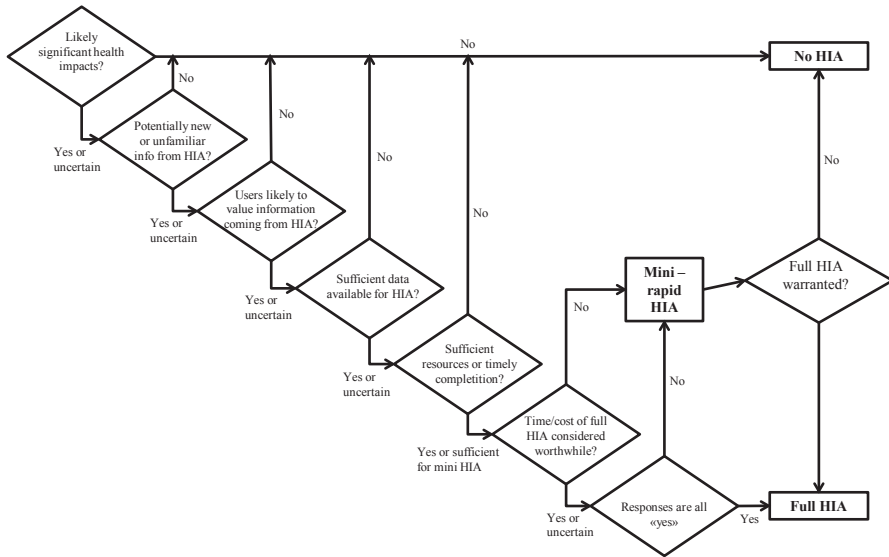 Likely
significant health
impacts?
No
No HIA
No
Potentially new
or unfamiliar
info from HIA?
Yes or
uncertain
No
Users likely to
value information
coming from HIA?
Yes or
uncertain
No
Sufficient data
available for HIA?
Yes or
uncertain
No
Sufficient
resources or timely
completition?
Yes or
uncertain
No
Time/cost of full
HIA considered
worthwhile?
Yes or sufficient
for mini HIA
No
Mini –
rapid
HIA
Full HIA
warranted?
No
No
Responses are all
«yes»
Yes or
uncertain
Yes
Full HIA